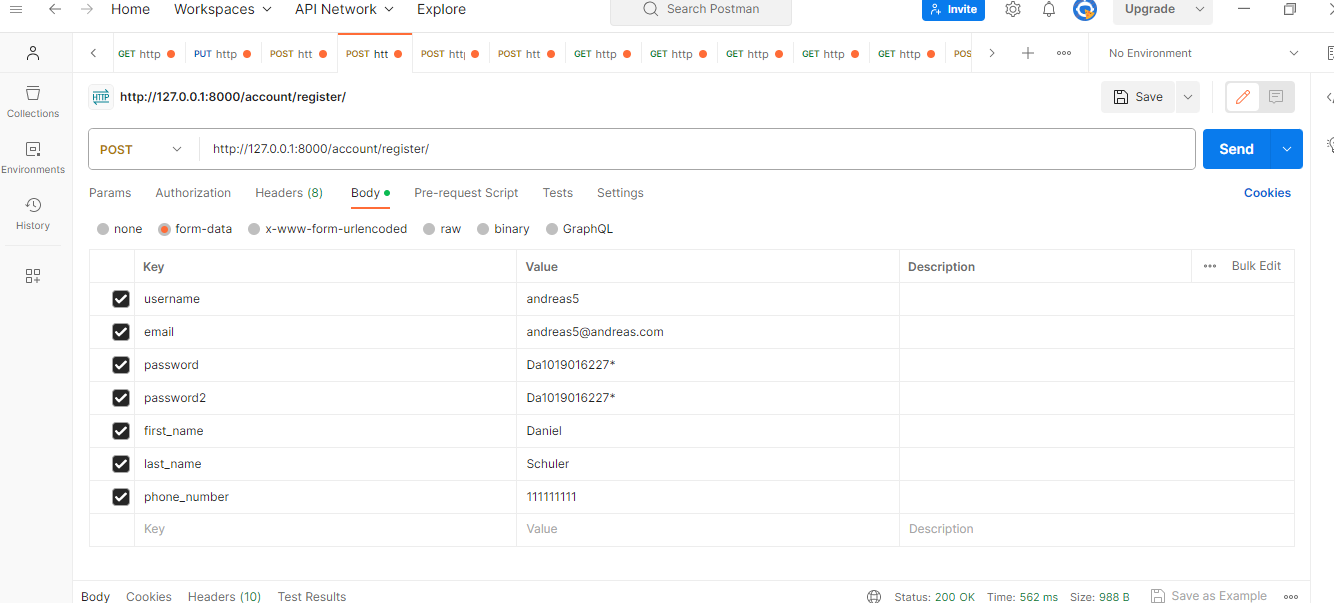 Home Workspaces API Network Explore Search Postman Invite Upgrade
GET http PUT http POST htt POST htt POST http POST htt GET http GET http GET http GET http GET http POS No Environment
HTTP http://127.0.0.1:8000/account/register/ Save
Collections
POST http://127.0.0.1:8000/account/register/ Send
Environments
Params Authorization Headers (8) Body Pre-request Script Tests Settings Cookies
History
none form-data x-www-form-urlencoded raw binary GraphQL
Key Value Description Bulk Edit
username andreas5
email andreas5@andreas.com
password Da1019016227*
password2 Da1019016227*
first_name Daniel
last_name Schuler
phone_number 111111111
Key Value Description
Body Cookies Headers (10) Test Results Status: 200 OK Time: 562 ms Size: 988 B Save as Example